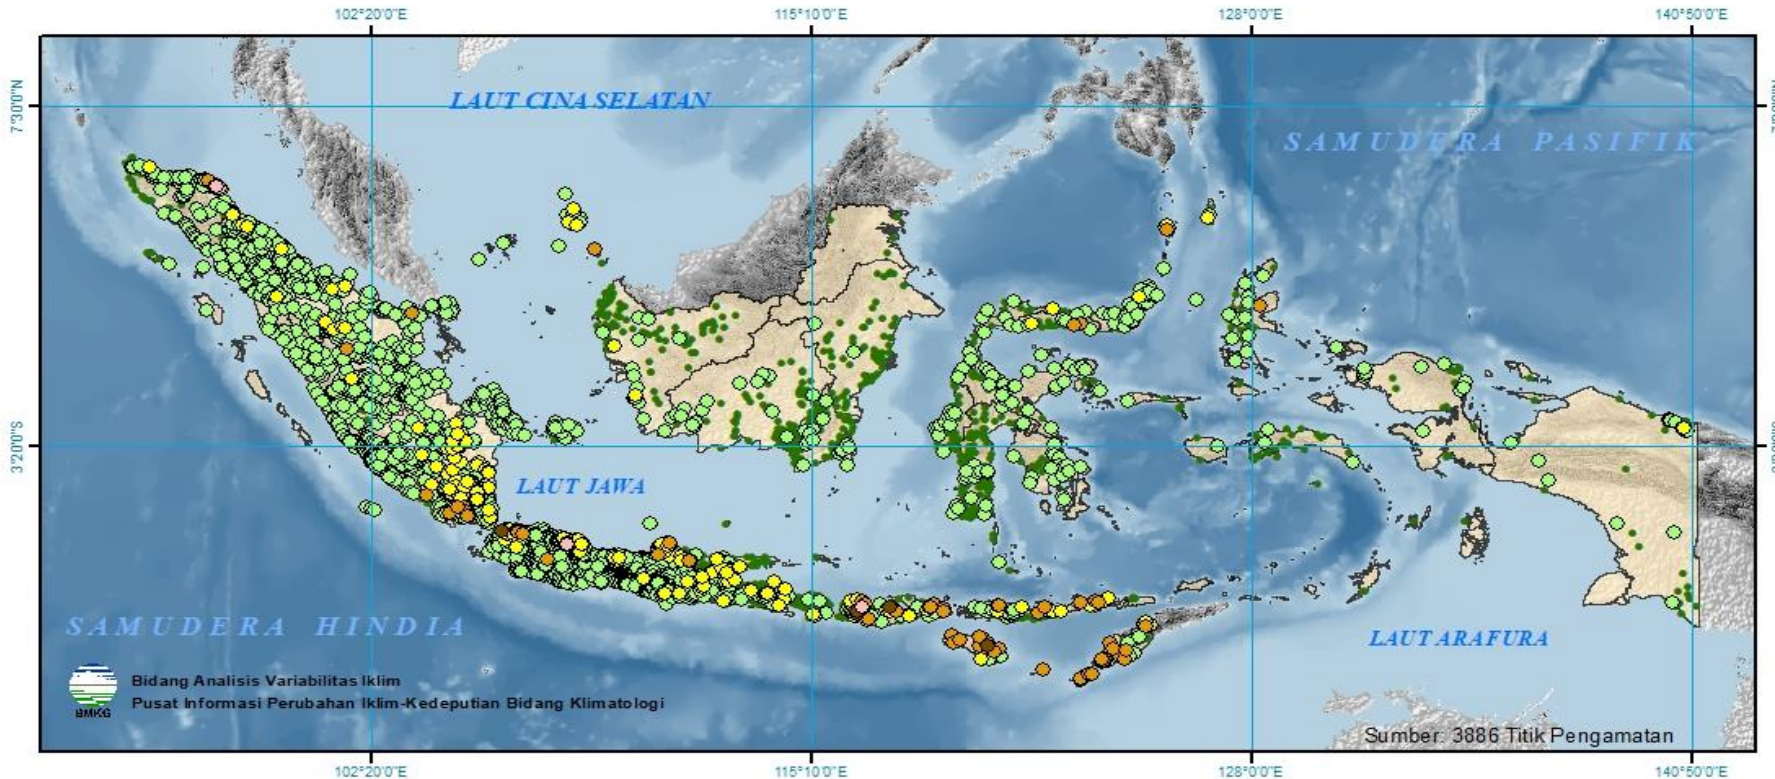 102°20'0"E 115°10'0"E 128°0'0"E 140°50'0"E
7°30'0"N
LAUT CINA SELATAN
SAMUDERA PASIFIK
3°20'0"S
LAUT JAWA
SAMUDERA HINDIA
LAUT ARAFURA
Bidang Analisis Variabilitas Iklim
Pusat Informasi Perubahan Iklim-Kedeputian Bidang Klimatologi
BMKG
Sumber: 3886 Titik Pengamatan
102°20'0"E 115°10'0"E 128°0'0"E 140°50'0"E